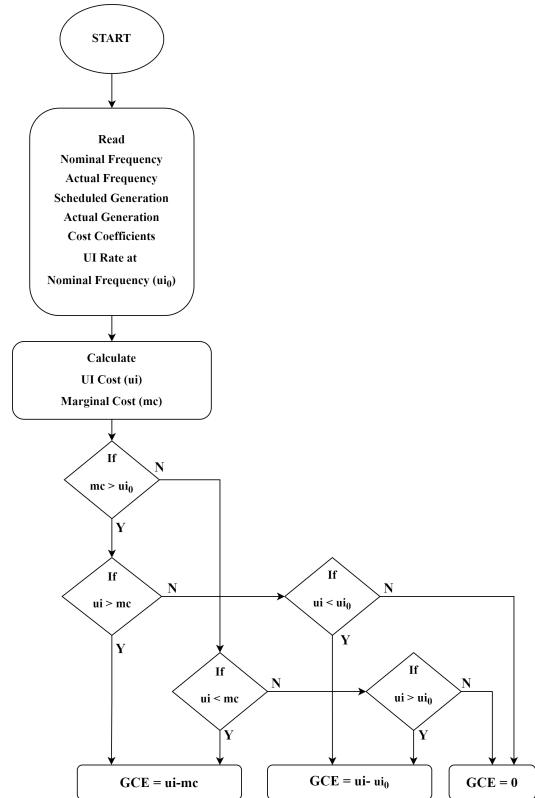 START
Read
Nominal Frequency
Actual Frequency
Scheduled Generation
Actual Generation
Cost Coefficients
UI Rate at
Nominal Frequency (ui₀)
Calculate
UI Cost (ui)
Marginal Cost (mc)
If
mc > ui₀
N
Y
If
ui > mc
N
Y
If
ui < ui₀
N
Y
If
ui < mc
N
Y
If
ui > ui₀
N
Y
GCE = ui-mc
GCE = ui- ui₀
GCE = 0